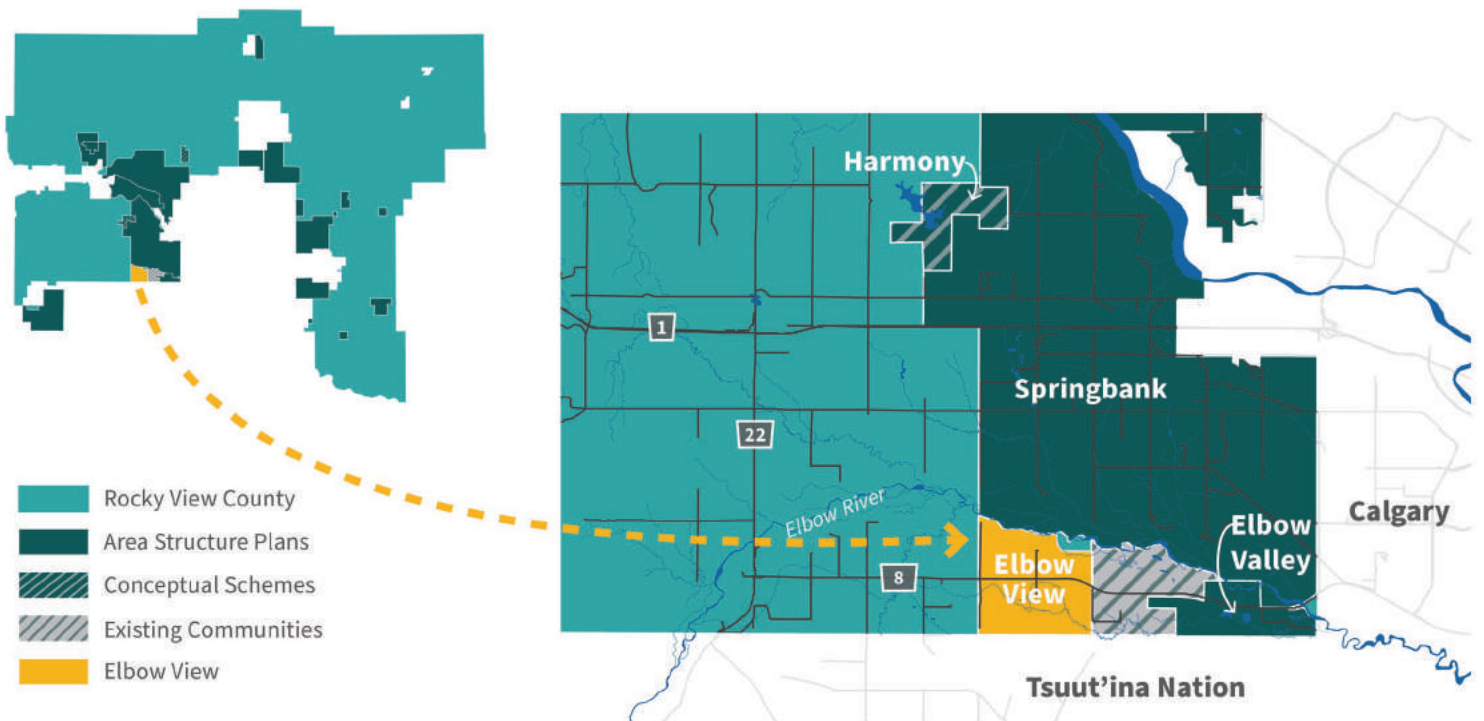 Rocky View County
Area Structure Plans
Conceptual Schemes
Existing Communities
Elbow View
Harmony
1
Springbank
22
Elbow River
Calgary
Elbow
Valley
Elbow
View
8
Tsuut'ina Nation